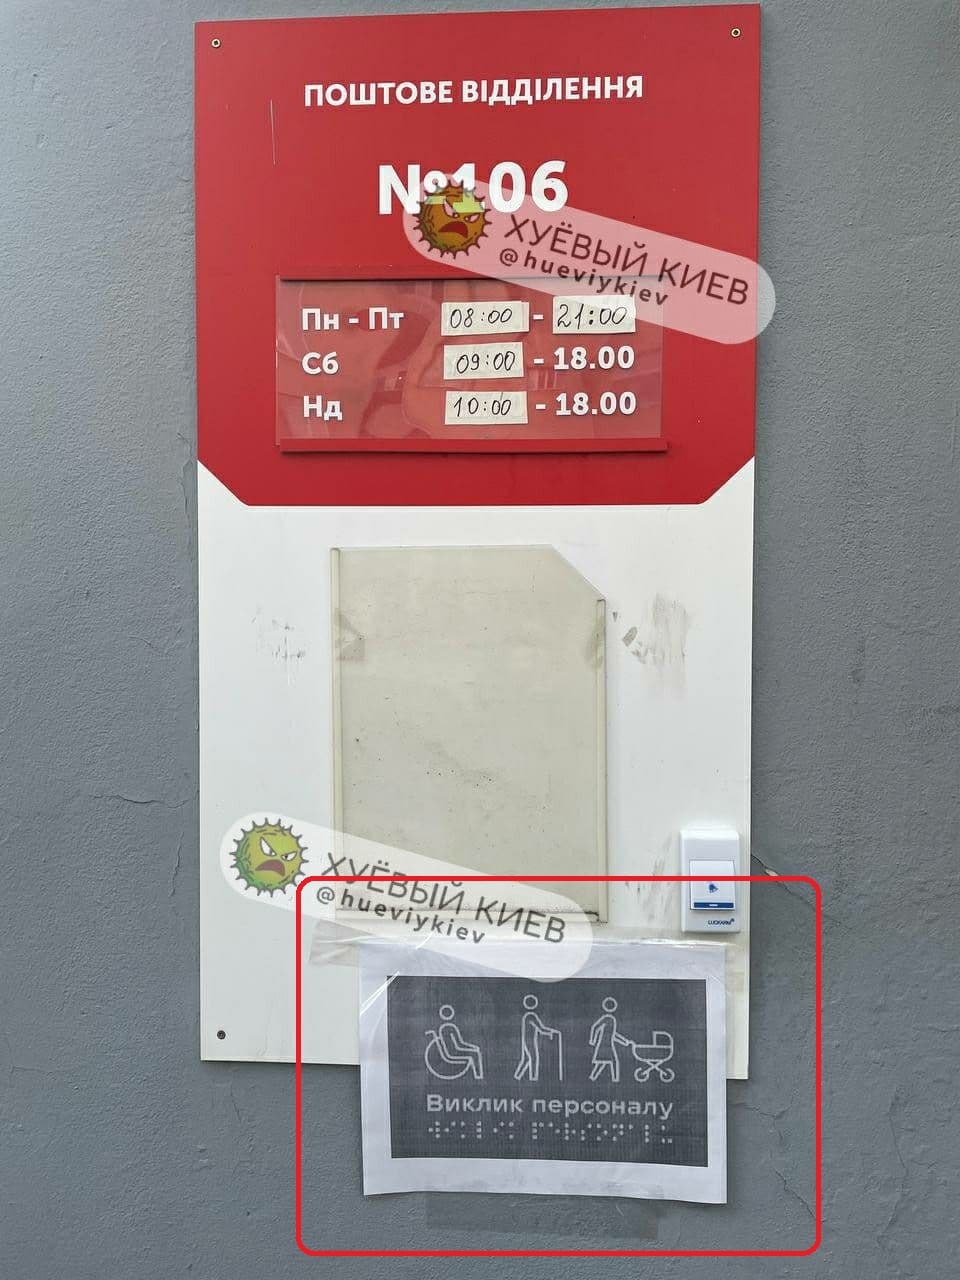 ПОШТОВЕ ВІДДІЛЕННЯ
№106
ХУЁВЫЙ КИЕВ
@hueviykiev
Пн - Пт 08:00 - 21:00
Сб 09:00 - 18.00
Нд 10:00 - 18.00
ХУЁВЫЙ КИЕВ
@hueviykiev
Виклик персоналу